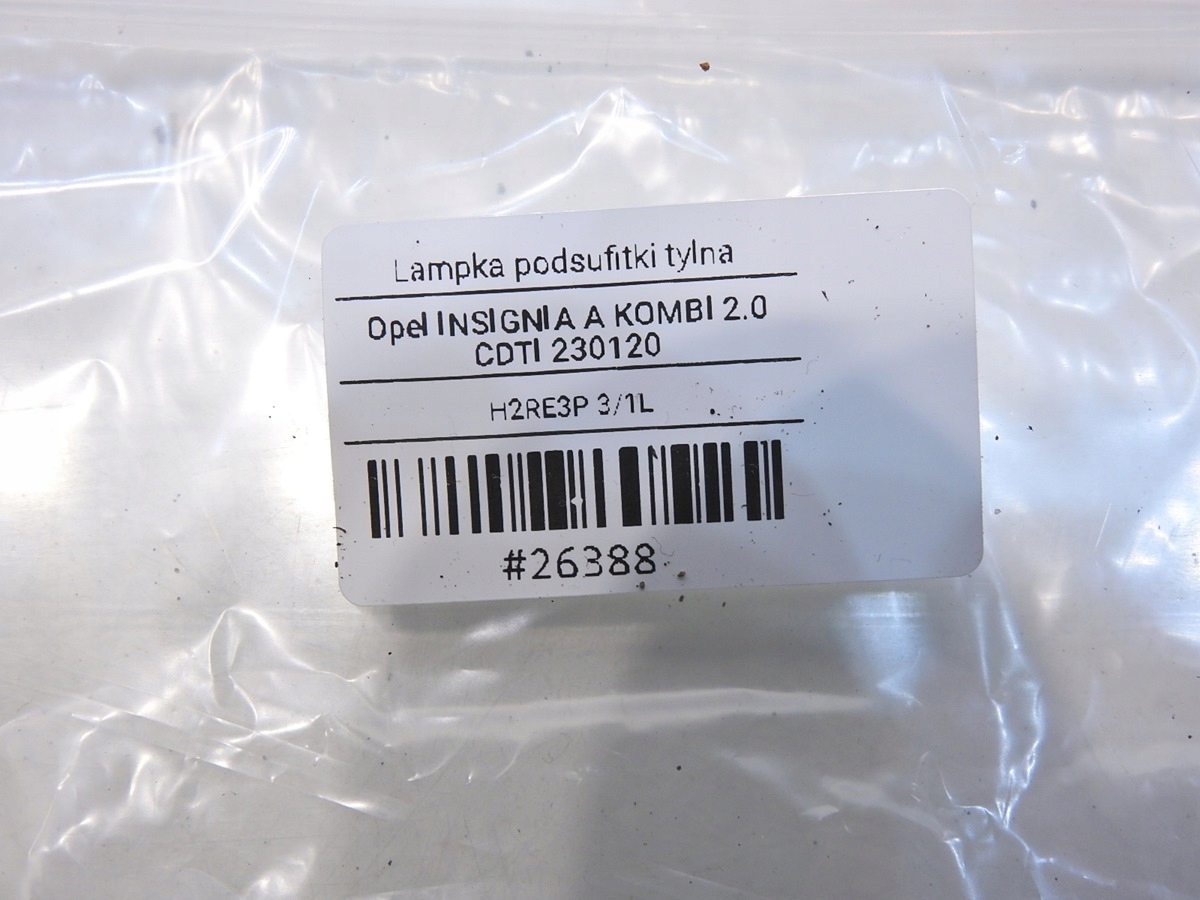 Lampka podsufitki tylna
Opel INSIGNIA A KOMBI 2.0
CDTI 230120
H2RE3P 3/1L
#26388